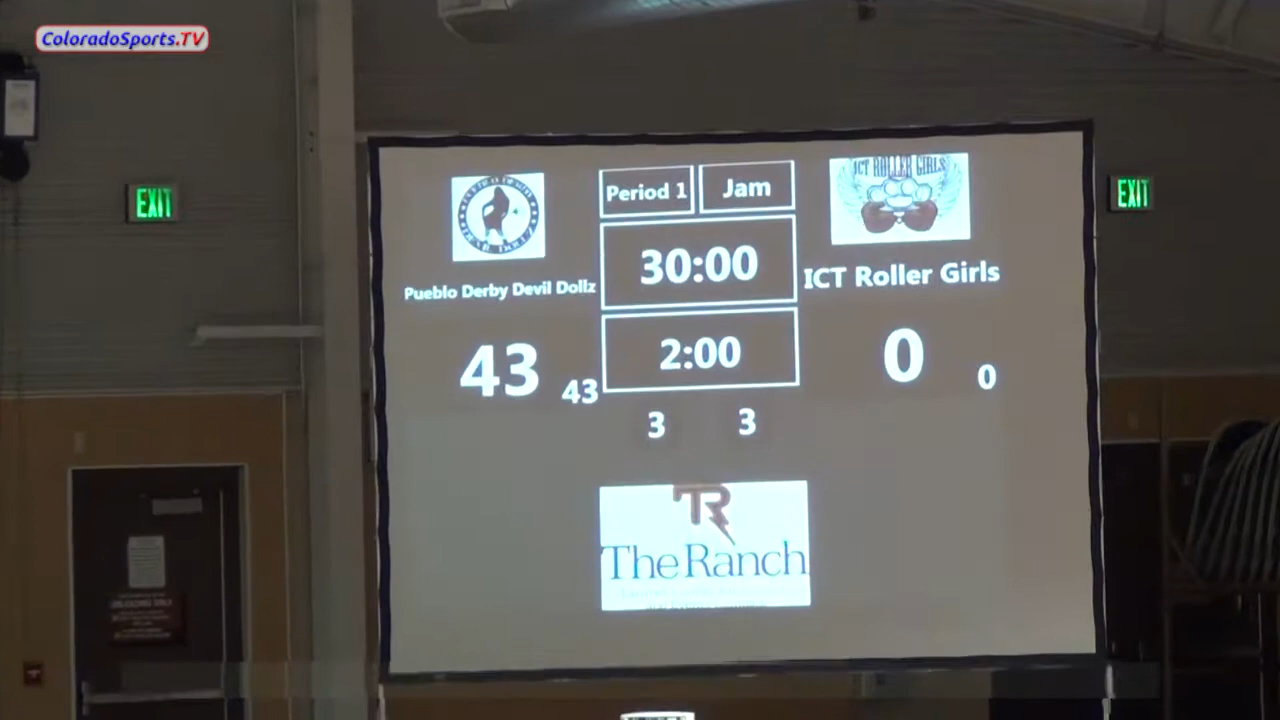 ColoradoSports.TV
EXIT
EXIT
Period 1
Jam
ICT ROLLER GIRLS
30:00
Pueblo Derby Devil Dollz
ICT Roller Girls
2:00
43
43
0
0
3
3
TR
The Ranch